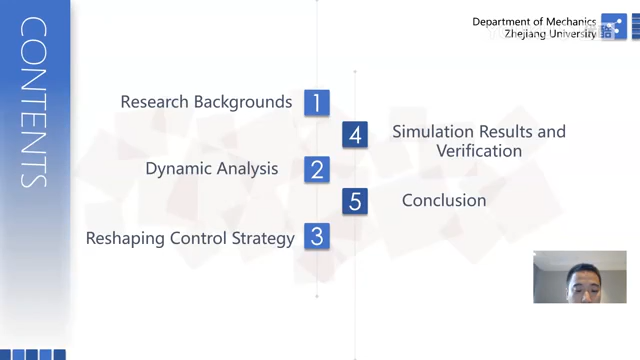 CONTENTS
Department of Mechanics
Zhejiang University
Research Backgrounds
1
4
Simulation Results and
Verification
Dynamic Analysis
2
5
Conclusion
Reshaping Control Strategy
3